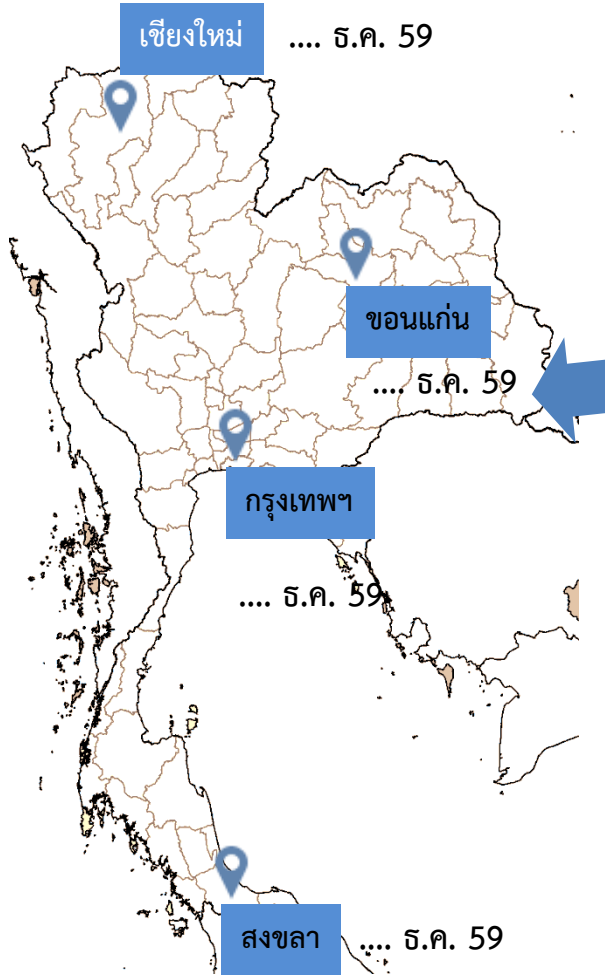 เชียงใหม่ .... ธ.ค. 59
ขอนแก่น
.... ธ.ค. 59
กรุงเทพฯ
.... ธ.ค. 59
สงขลา .... ธ.ค. 59